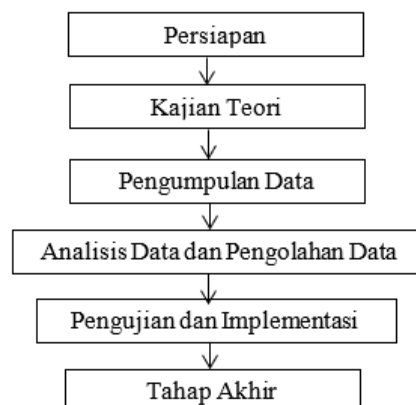 Persiapan
Kajian Teori
Pengumpulan Data
Analisis Data dan Pengolahan Data
Pengujian dan Implementasi
Tahap Akhir